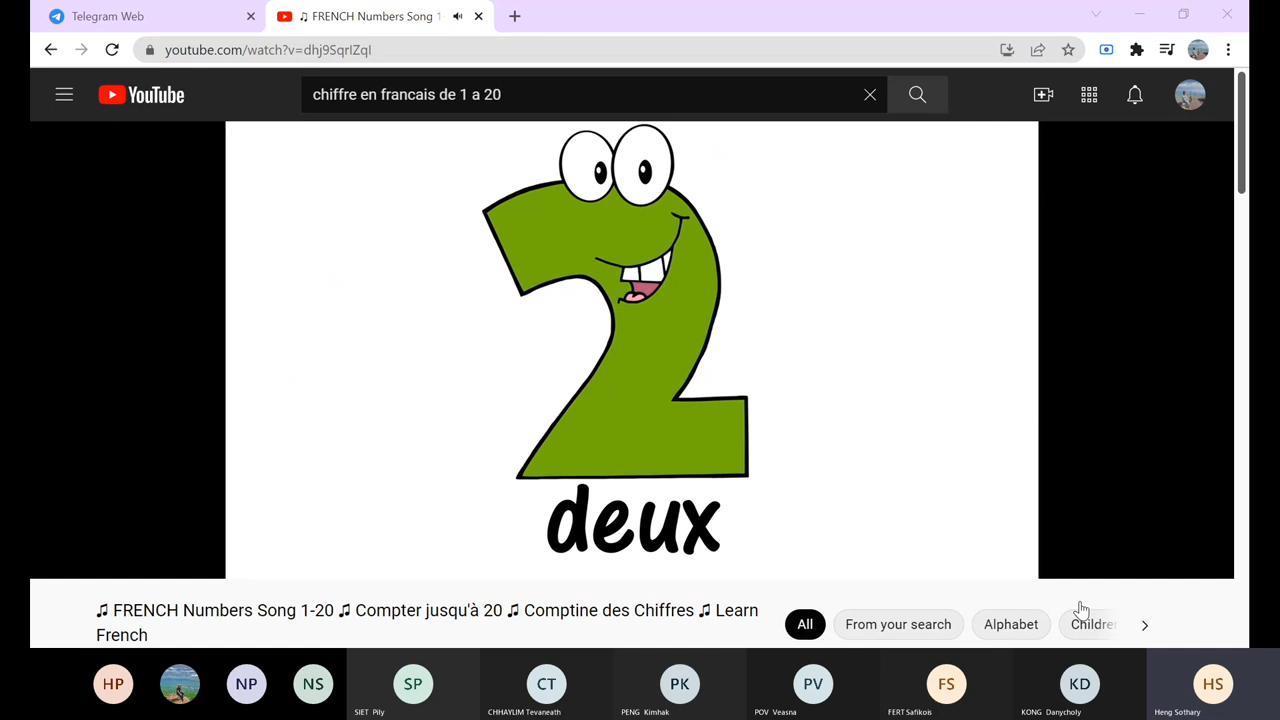 Telegram Web
♫ FRENCH Numbers Song 1
youtube.com/watch?v=dhj9SqrIZqI
YouTube
chiffre en francais de 1 a 20
2
deux
♫ FRENCH Numbers Song 1-20 ♫ Compter jusqu'à 20 ♫ Comptine des Chiffres ♫ Learn
French
All
From your search
Alphabet
Childre
HP
NP
NS
SP
CT
PK
PV
FS
KD
HS
SIET Pily
CHHAYLIM Tevaneath
PENG Kimhak
POV Veasna
FERT Safikois
KONG Danycholy
Heng Sothary